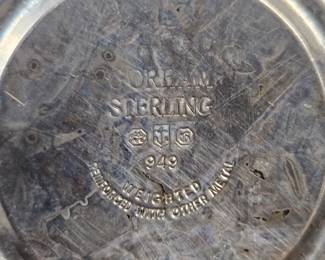 GORHAM
STERLING
949
WEIGHTED
REINFORCED WITH OTHER METAL